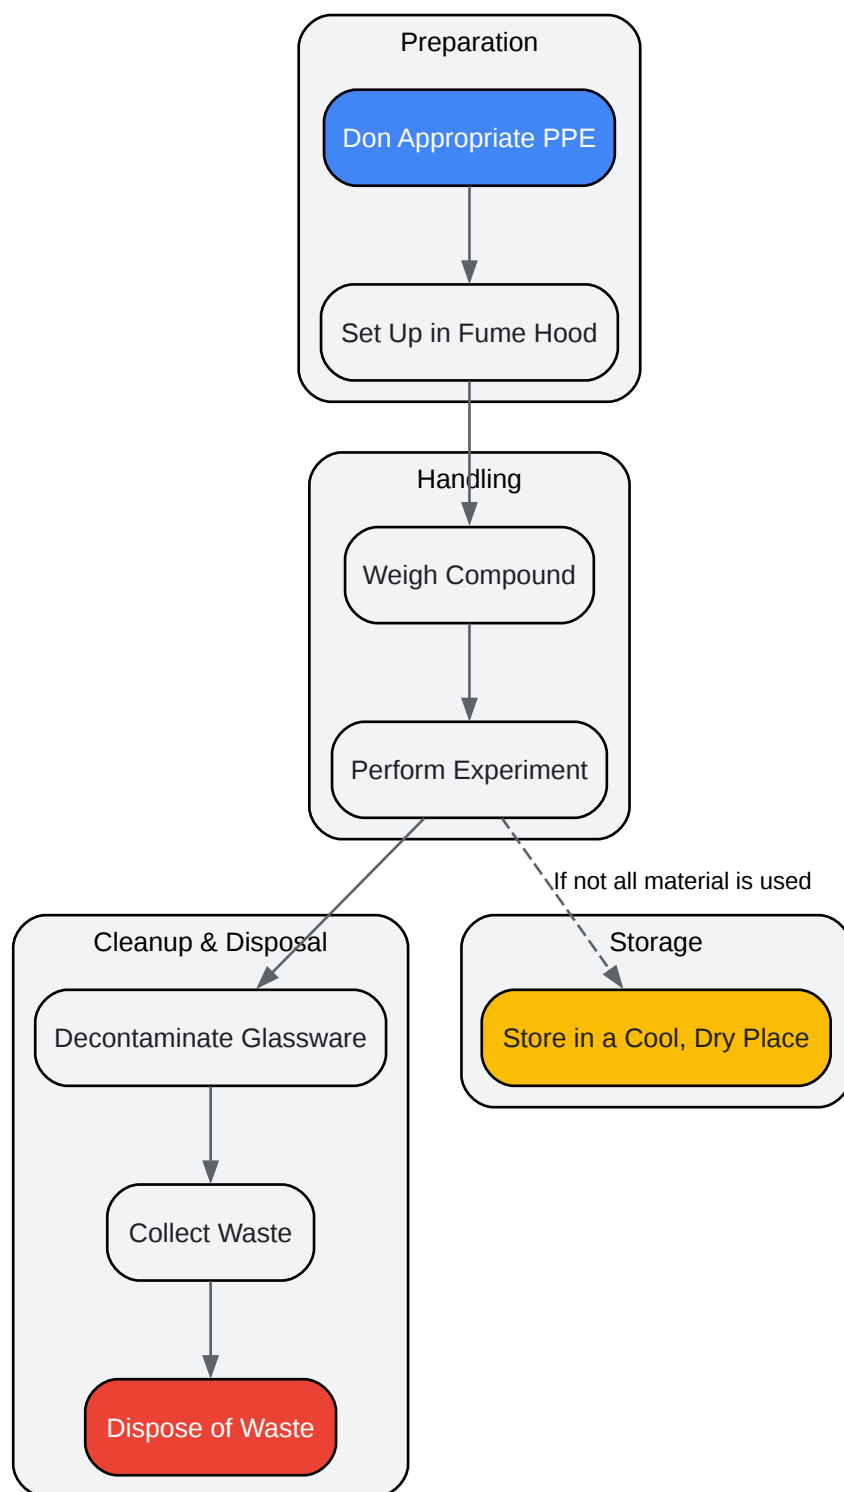 Preparation
Don Appropriate PPE
Set Up in Fume Hood
Handling
Weigh Compound
Perform Experiment
If not all material is used
Cleanup & Disposal
Decontaminate Glassware
Collect Waste
Dispose of Waste
Storage
Store in a Cool, Dry Place